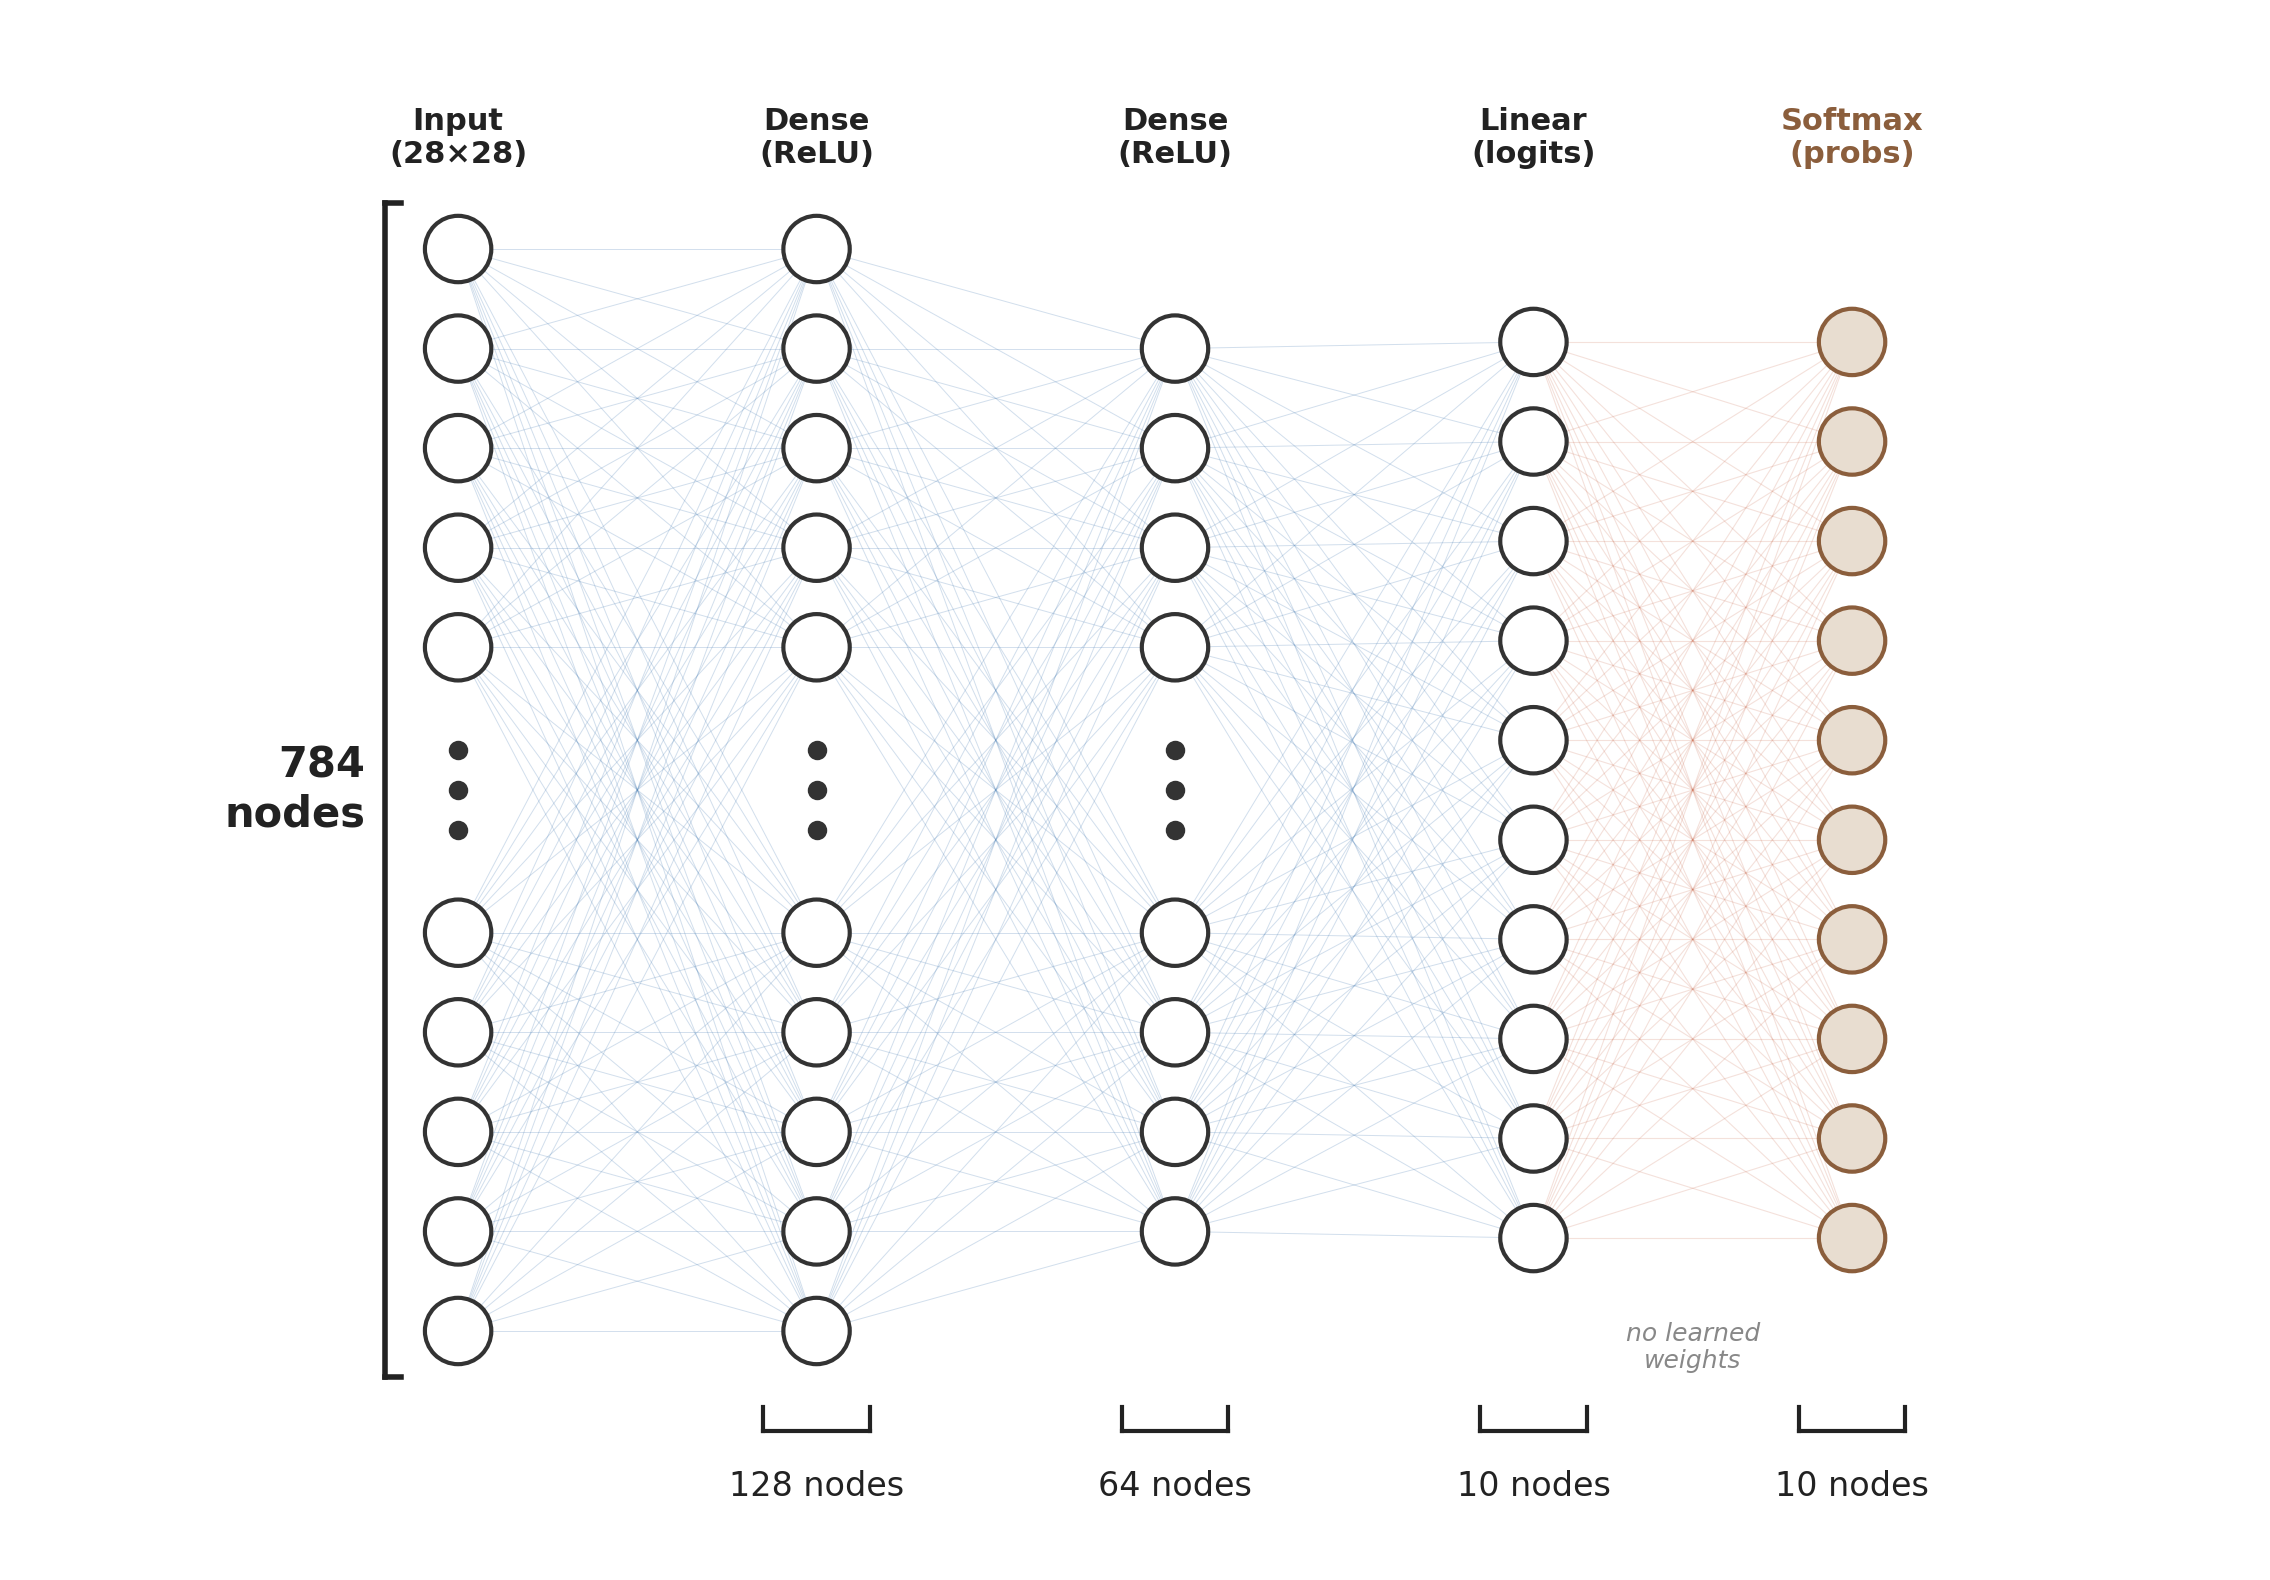 Input
(28×28)
Dense
(ReLU)
Dense
(ReLU)
Linear
(logits)
Softmax
(probs)
784
nodes
no learned
weights
128 nodes
64 nodes
10 nodes
10 nodes